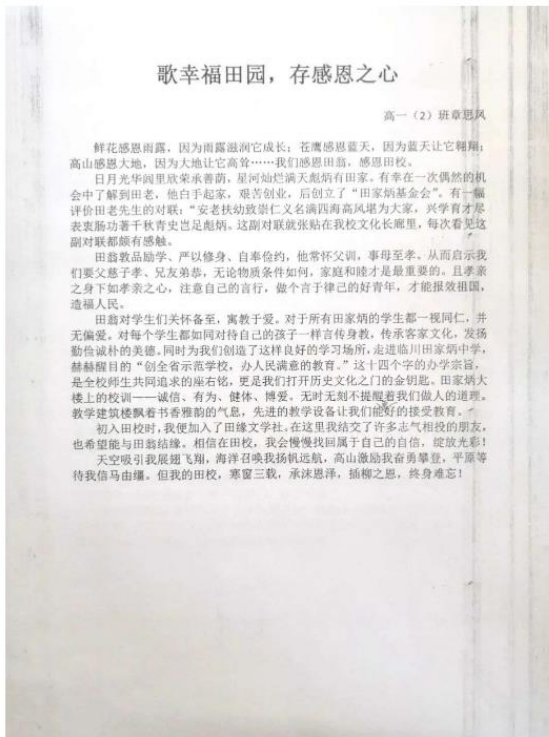 歌幸福田园，存感恩之心
高一（2）班章思风
鲜花感恩雨露，因为雨露滋润它成长；苍鹰感恩蓝天，因为蓝天让它翱翔；
高山感恩大地，因为大地让它高耸……我们感恩田翁，感恩田校。
日月光华闾里欣荣承善荫，星河灿烂满天彪炳有田家。有幸在一次偶然的机
会中了解到田老，他白手起家，艰苦创业，后创立了“田家炳基金会”。有一幅
评价田老先生的对联：“安老扶幼致崇仁义名满四海高风堪为大家，兴学育才尽
表衷肠功著千秋青史岂足彪炳。这副对联就张贴在我校文化长廊里，每次看见这
副对联都颇有感触。
田翁敦品励学、严以修身、自奉俭约，他常怀父训，事母至孝。从而启示我
们要父慈子孝、兄友弟恭，无论物质条件如何，家庭和睦才是最重要的。且孝亲
之身下如孝亲之心，注意自己的言行，做个言于律己的好青年，才能报效祖国，
造福人民。
田翁对学生们关怀备至，寓教于爱。对于所有田家炳的学生都一视同仁，并
无偏爱。对每个学生都如同对待自己的孩子一样言传身教，传承客家文化，发扬
勤俭诚朴的美德。同时为我们创造了这样良好的学习场所，走进临川田家炳中学，
赫赫醒目的“创全省示范学校，办人民满意的教育。”这十四个字的办学宗旨，
是全校师生共同追求的座右铭，更是我们打开历史文化之门的金钥匙。田家炳大
楼上的校训——诚信、有为、健体、博爱，无时无刻不提醒着我们做人的道理。
教学建筑楼飘着书香雅韵的气息，先进的教学设备让我们能好的接受教育。
初入田校时，我便加入了田缘文学社。在这里我结交了许多志气相投的朋友，
也希望能与田翁结缘。相信在田校，我会慢慢找回属于自己的自信，绽放光彩！
天空吸引我展翅飞翔，海洋召唤我扬帆远航，高山激励我奋勇攀登，平原等
待我信马由缰。但我的田校，寒窗三载，承沐恩泽，插柳之恩，终身难忘！